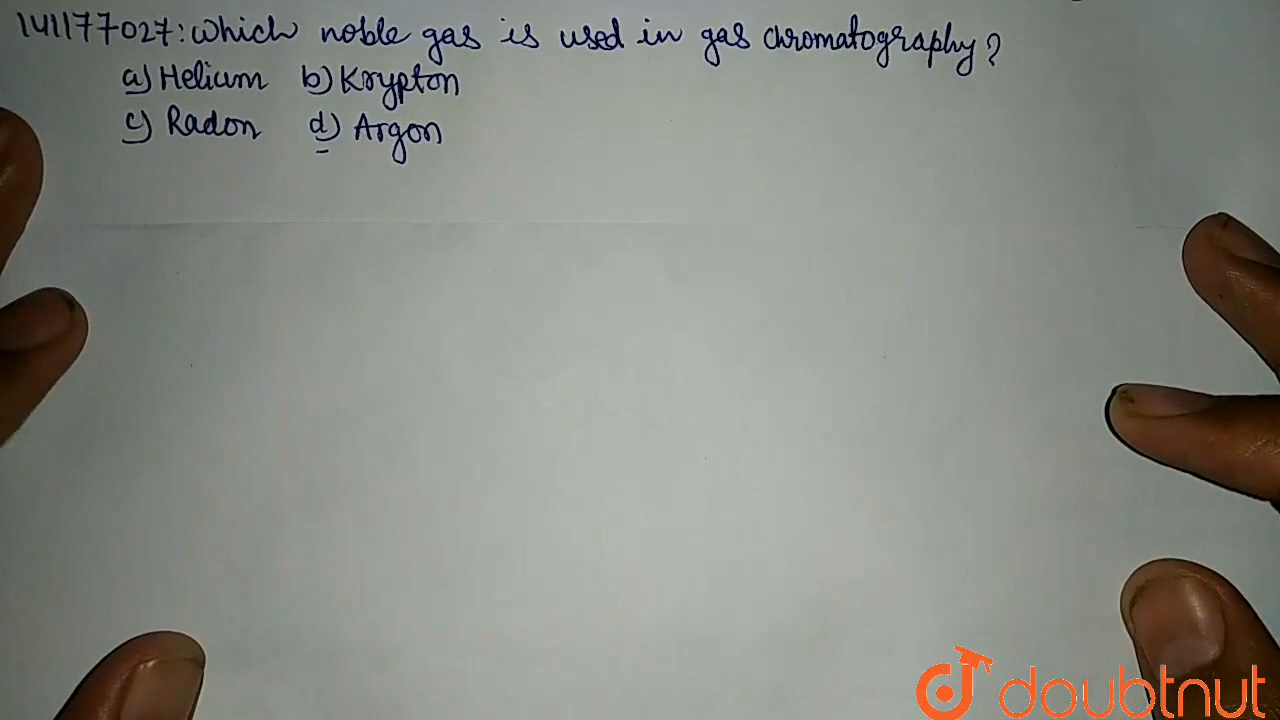 141177027: which noble gas is used in gas chromatography?
a) Helium b) Krypton
c) Radon d) Argon
doubtnut